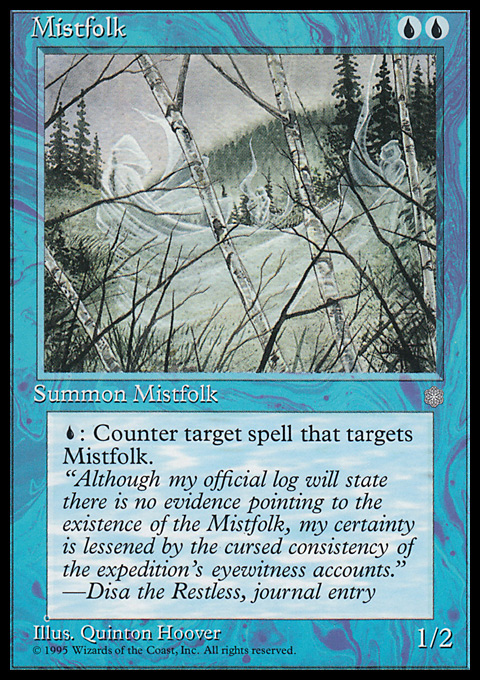 Mistfolk
Summon Mistfolk
: Counter target spell that targets
Mistfolk.
“Although my official log will state
there is no evidence pointing to the
existence of the Mistfolk, my certainty
is lessened by the cursed consistency of
the expedition’s eyewitness accounts.”
—Disa the Restless, journal entry
Illus. Quinton Hoover
1/2
© 1995 Wizards of the Coast, Inc. All rights reserved.